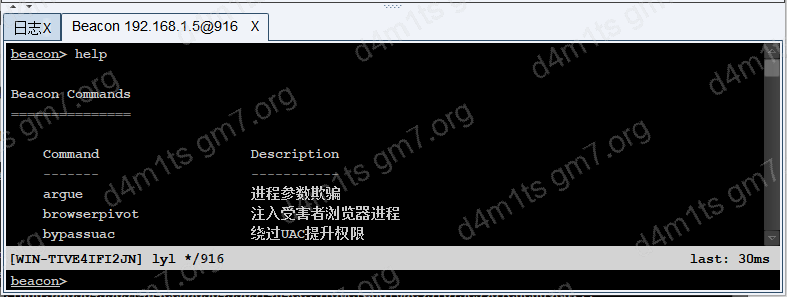 日志X Beacon 192.168.1.5@916 X
beacon> help
Beacon Commands
===============
Command Description
------- -----------
argue 进程参数欺骗
browserpivot 注入受害者浏览器进程
bypassuac 绕过UAC提升权限
[WIN-TIVE4IFI2JN] lyl */916 last: 30ms
beacon>
d4m1ts gm7.org
d4m1ts gm7.org
d4m1ts gm7.org
d4m1ts gm7.org
d4m1ts gm7.org
d4m1ts gm7.org